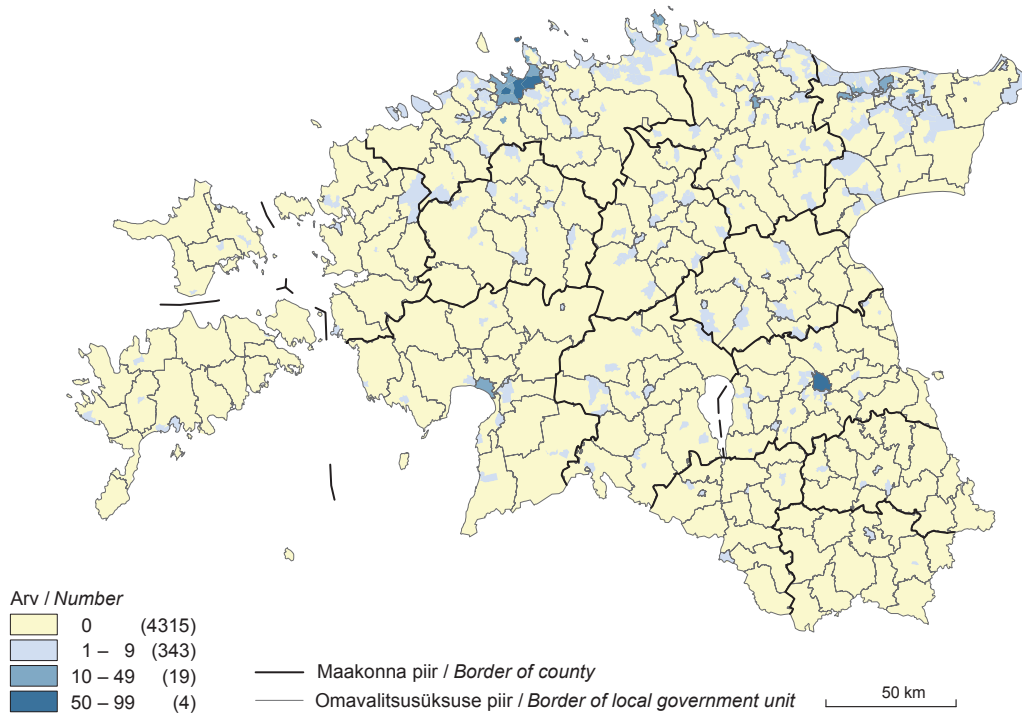 Arv / Number
0 (4315)
1 – 9 (343)
10 – 49 (19)
50 – 99 (4)
Maakonna piir / Border of county
Omavalitsusüksuse piir / Border of local government unit
50 km